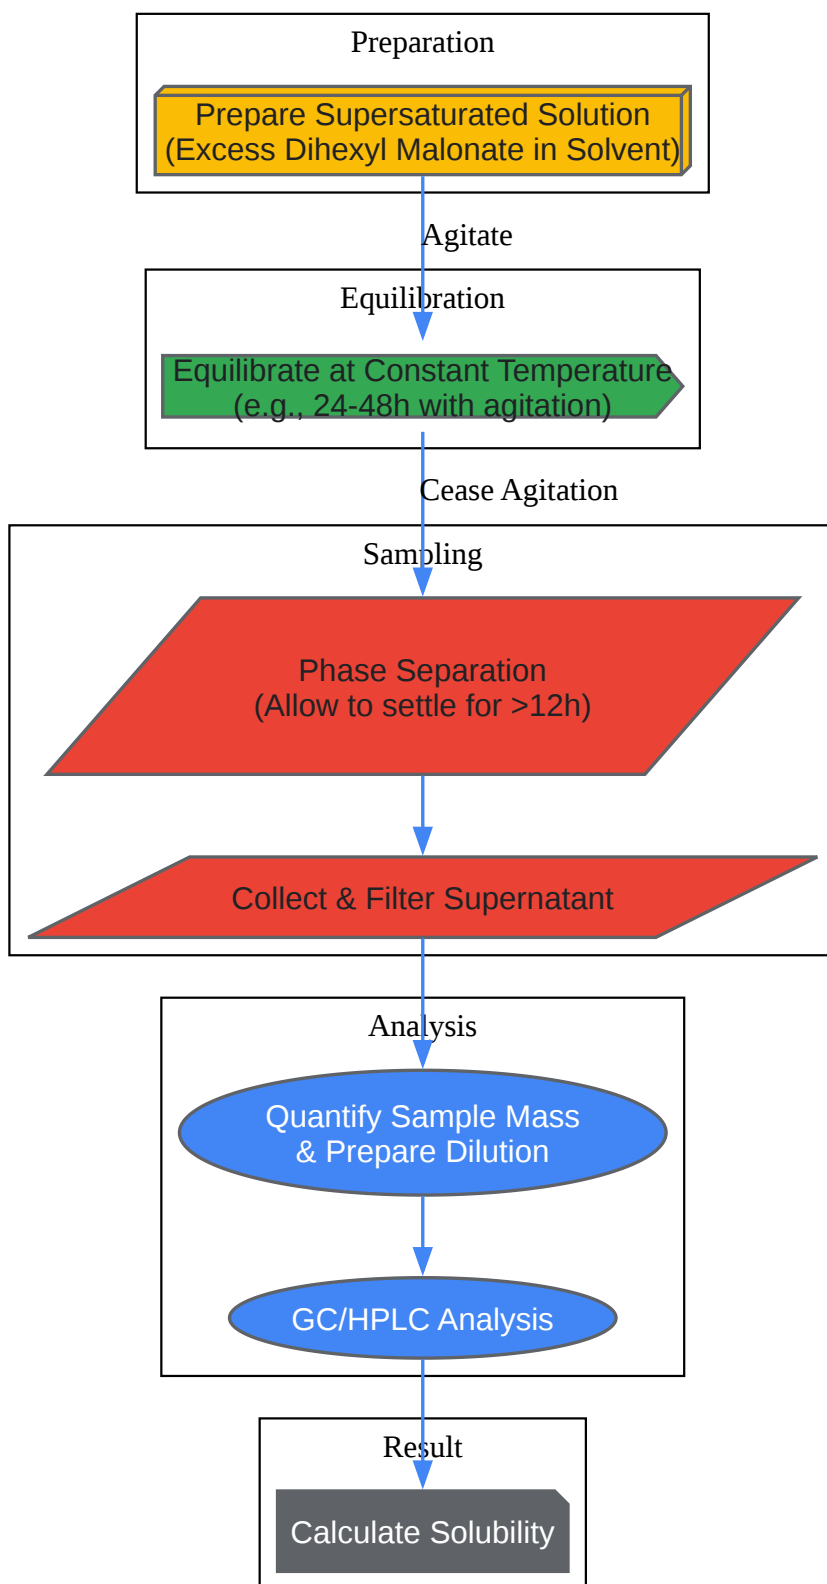 Preparation
Prepare Supersaturated Solution
(Excess Dihexyl Malonate in Solvent)
Agitate
Equilibration
Equilibrate at Constant Temperature
(e.g., 24-48h with agitation)
Cease Agitation
Sampling
Phase Separation
(Allow to settle for >12h)
Collect & Filter Supernatant
Analysis
Quantify Sample Mass
& Prepare Dilution
GC/HPLC Analysis
Result
Calculate Solubility